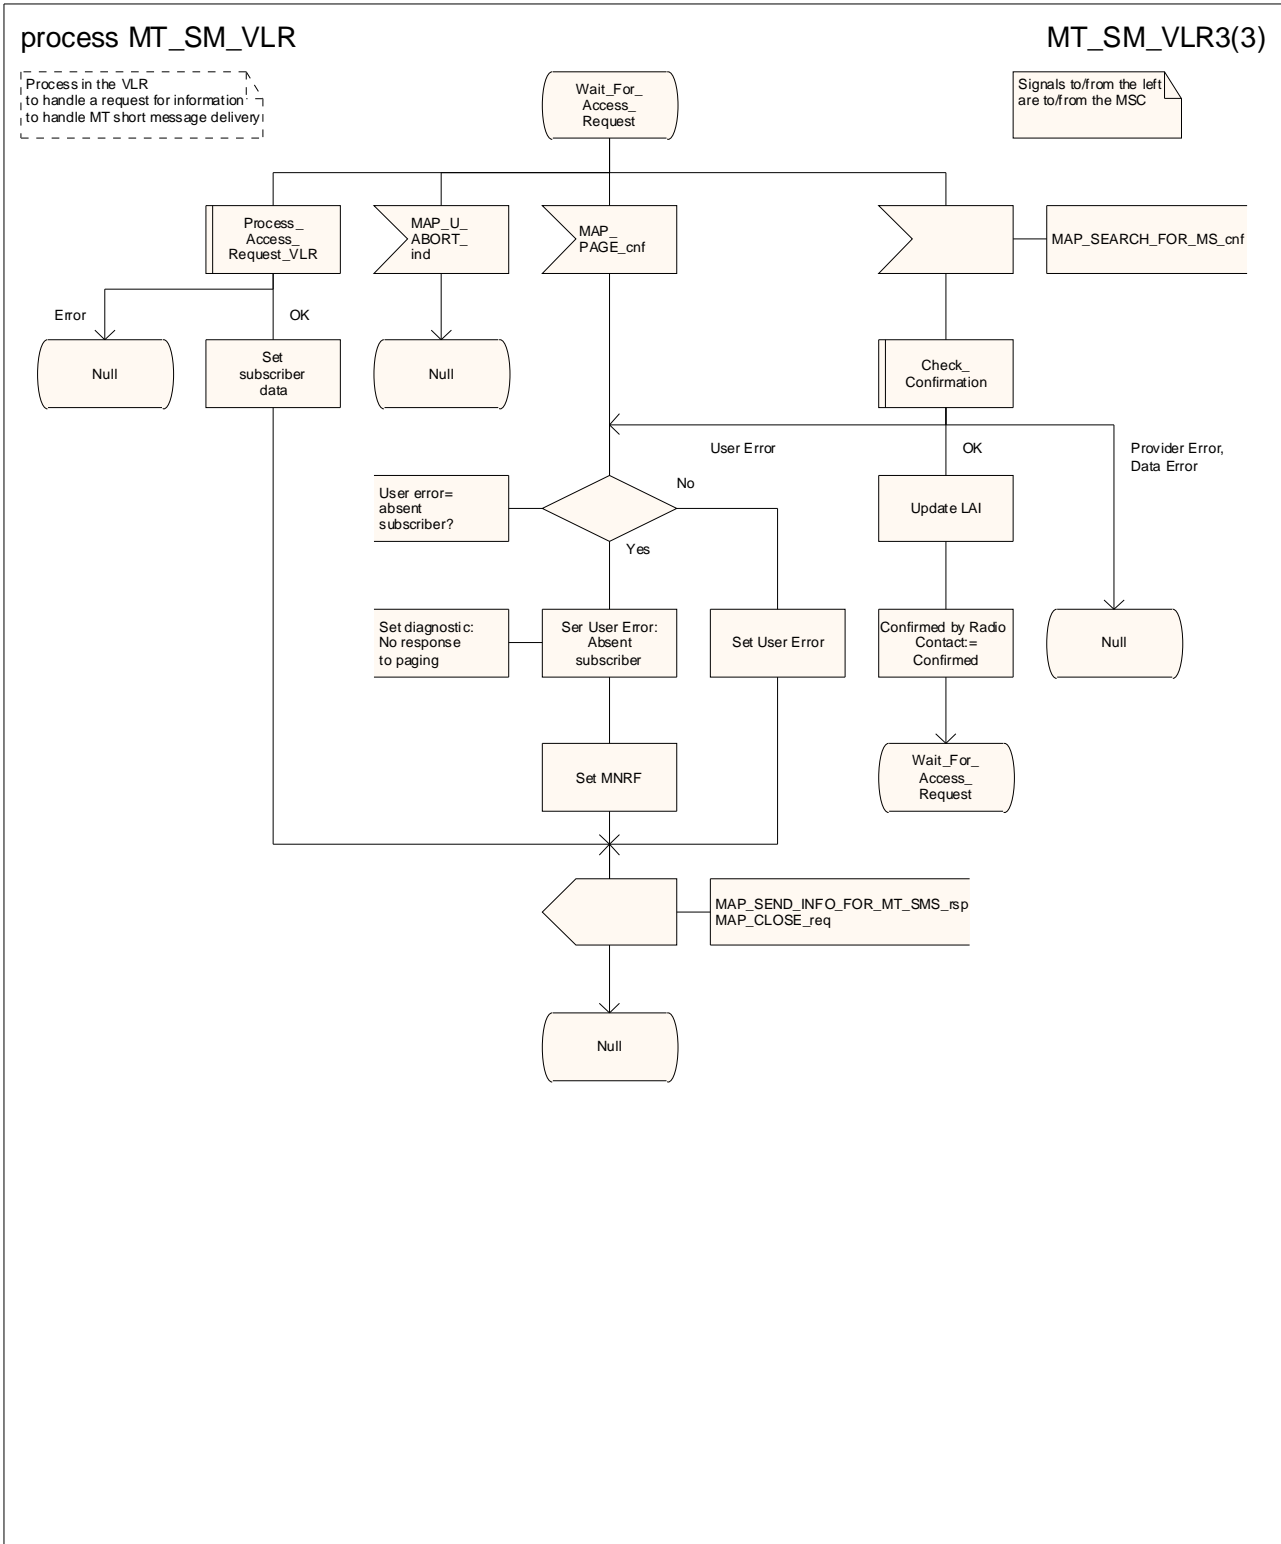 process MT_SM_VLR
MT_SM_VLR3(3)
Process in the VLR
to handle a request for information
to handle MT short message delivery
Wait_For_
Access_
Request
Signals to/from the left
are to/from the MSC
Process_
Access_
Request_VLR
MAP_U_
ABORT_
ind
MAP_
PAGE_cnf
MAP_SEARCH_FOR_MS_cnf
Error
OK
Null
Set
subscriber
data
Null
Check_
Confirmation
User Error
OK
Provider Error,
Data Error
User error=
absent
subscriber?
No
Yes
Update LAI
Set diagnostic:
No response
to paging
Ser User Error:
Absent
subscriber
Set User Error
Confirmed by Radio
Contact:=
Confirmed
Null
Set MNRF
Wait_For_
Access_
Request
MAP_SEND_INFO_FOR_MT_SMS_rsp
MAP_CLOSE_req
Null